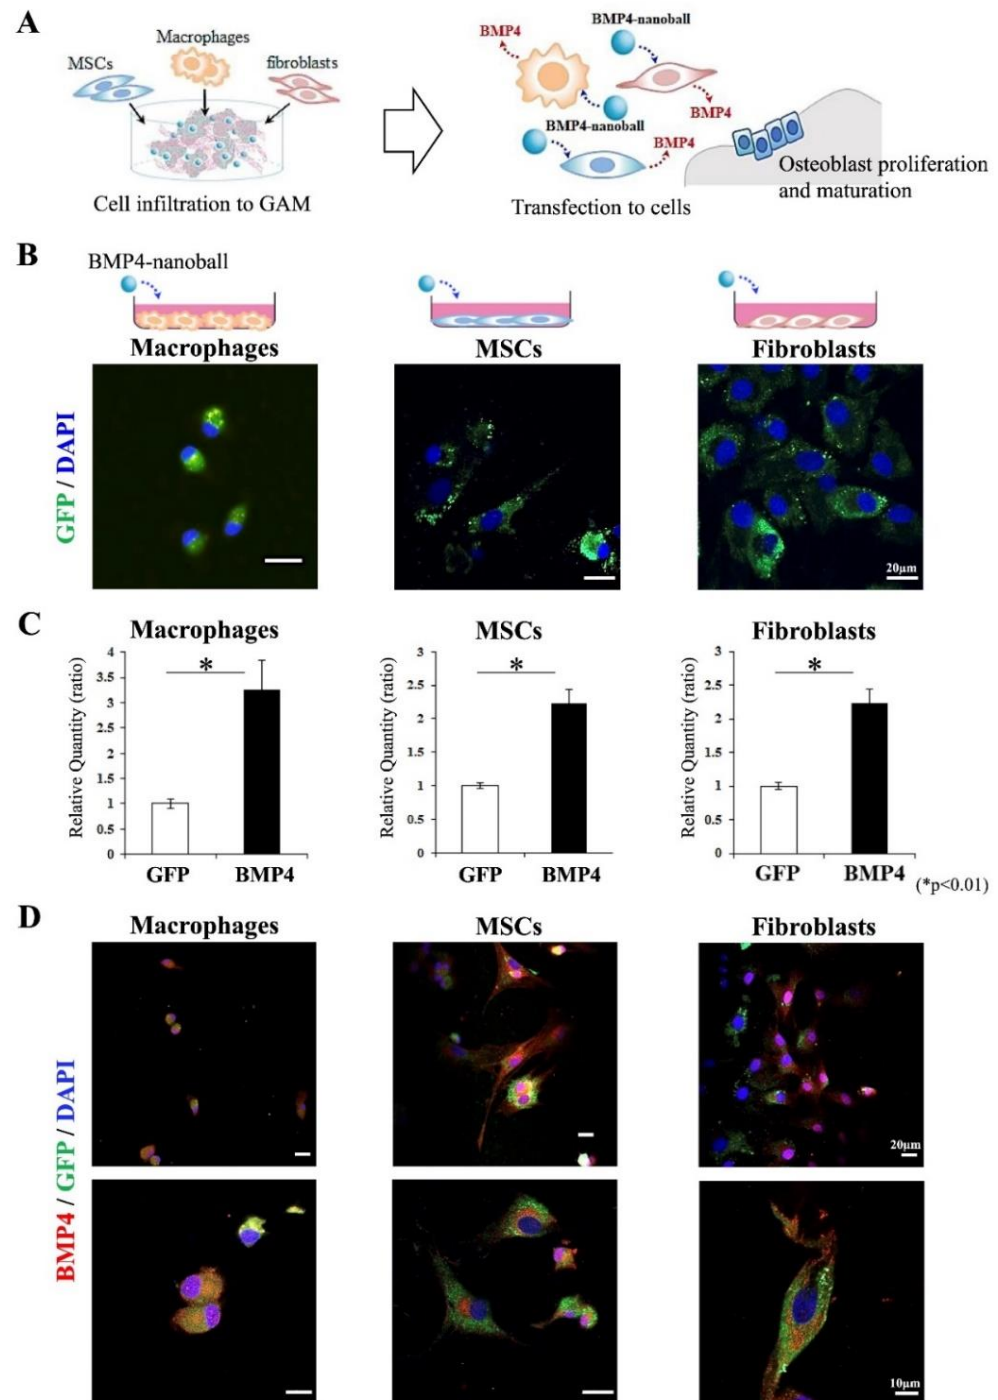 A
Macrophages
MSCs
fibroblasts
Cell infiltration to GAM
BMP4-nanoball
BMP4
BMP4
BMP4-nanoball
BMP4
Osteoblast proliferation
and maturation
Transfection to cells
B
BMP4-nanoball
Macrophages
MSCs
Fibroblasts
GFP / DAPI
20μm
C
Macrophages
Relative Quantity (ratio)
4
3.5
3
2.5
2
1.5
1
0.5
0
*
GFP
BMP4
MSCs
Relative Quantity (ratio)
3
2.5
2
1.5
1
0.5
0
*
GFP
BMP4
Fibroblasts
Relative Quantity (ratio)
3
2.5
2
1.5
1
0.5
0
*
GFP
BMP4
(*p<0.01)
D
Macrophages
MSCs
Fibroblasts
BMP4 / GFP / DAPI
20μm
10μm